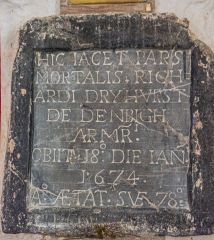 HIC IACET PARS
MORTALIS, RICH
ARDI, DRYHVRST
DE DENBIGH
ARMR:
OBIIT 18° DIE IAN
1674
A° ÆTAT: SVÆ 78°